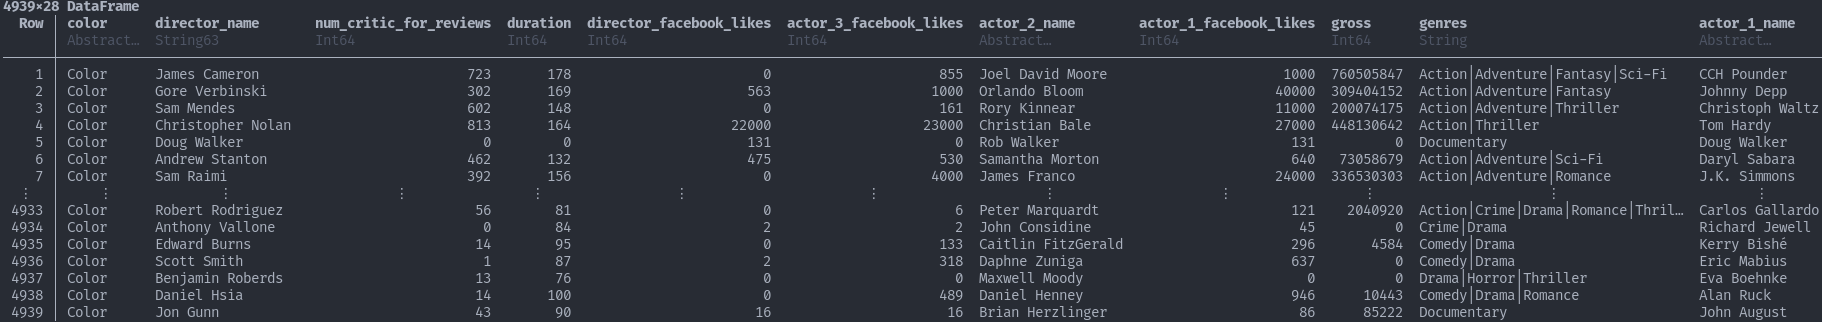 4939×28 DataFrame
Row color director_name num_critic_for_reviews duration director_facebook_likes actor_3_facebook_likes actor_2_name actor_1_facebook_likes gross genres actor_1_name
Abstract… String63 Int64 Int64 Int64 Int64 Abstract… Int64 Int64 String Abstract…
1 Color James Cameron 723 178 0 855 Joel David Moore 1000 760505847 Action|Adventure|Fantasy|Sci-Fi CCH Pounder
2 Color Gore Verbinski 302 169 563 1000 Orlando Bloom 40000 309404152 Action|Adventure|Fantasy Johnny Depp
3 Color Sam Mendes 602 148 0 161 Rory Kinnear 11000 200074175 Action|Adventure|Thriller Christoph Waltz
4 Color Christopher Nolan 813 164 22000 23000 Christian Bale 27000 448130642 Action|Thriller Tom Hardy
5 Color Doug Walker 0 0 131 0 Rob Walker 131 0 Documentary Doug Walker
6 Color Andrew Stanton 462 132 475 530 Samantha Morton 640 73058679 Action|Adventure|Sci-Fi Daryl Sabara
7 Color Sam Raimi 392 156 0 4000 James Franco 24000 336530303 Action|Adventure|Romance J.K. Simmons
⋮ ⋮ ⋮ ⋮ ⋮ ⋮ ⋮ ⋮ ⋮ ⋮ ⋮ ⋮
4933 Color Robert Rodriguez 56 81 0 6 Peter Marquardt 121 2040920 Action|Crime|Drama|Romance|Thril… Carlos Gallardo
4934 Color Anthony Vallone 0 84 2 2 John Considine 45 0 Crime|Drama Richard Jewell
4935 Color Edward Burns 14 95 0 133 Caitlin FitzGerald 296 4584 Comedy|Drama Kerry Bishé
4936 Color Scott Smith 1 87 2 318 Daphne Zuniga 637 0 Comedy|Drama Eric Mabius
4937 Color Benjamin Roberds 13 76 0 0 Maxwell Moody 0 0 Drama|Horror|Thriller Eva Boehnke
4938 Color Daniel Hsia 14 100 0 489 Daniel Henney 946 10443 Comedy|Drama|Romance Alan Ruck
4939 Color Jon Gunn 43 90 16 16 Brian Herzlinger 86 85222 Documentary John August